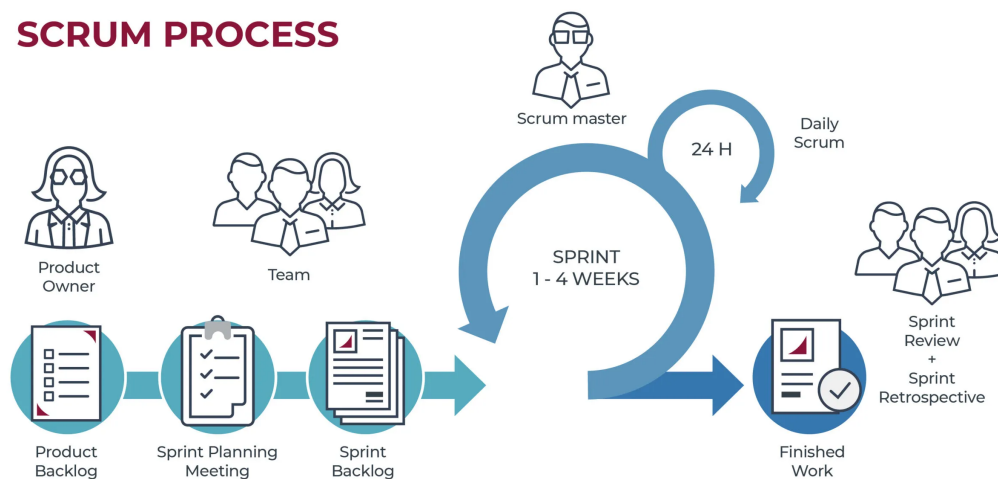 SCRUM PROCESS
Scrum master
24 H
Daily
Scrum
Product
Owner
Team
SPRINT
1 - 4 WEEKS
Sprint
Review
+
Sprint
Retrospective
Product
Backlog
Sprint Planning
Meeting
Sprint
Backlog
Finished
Work